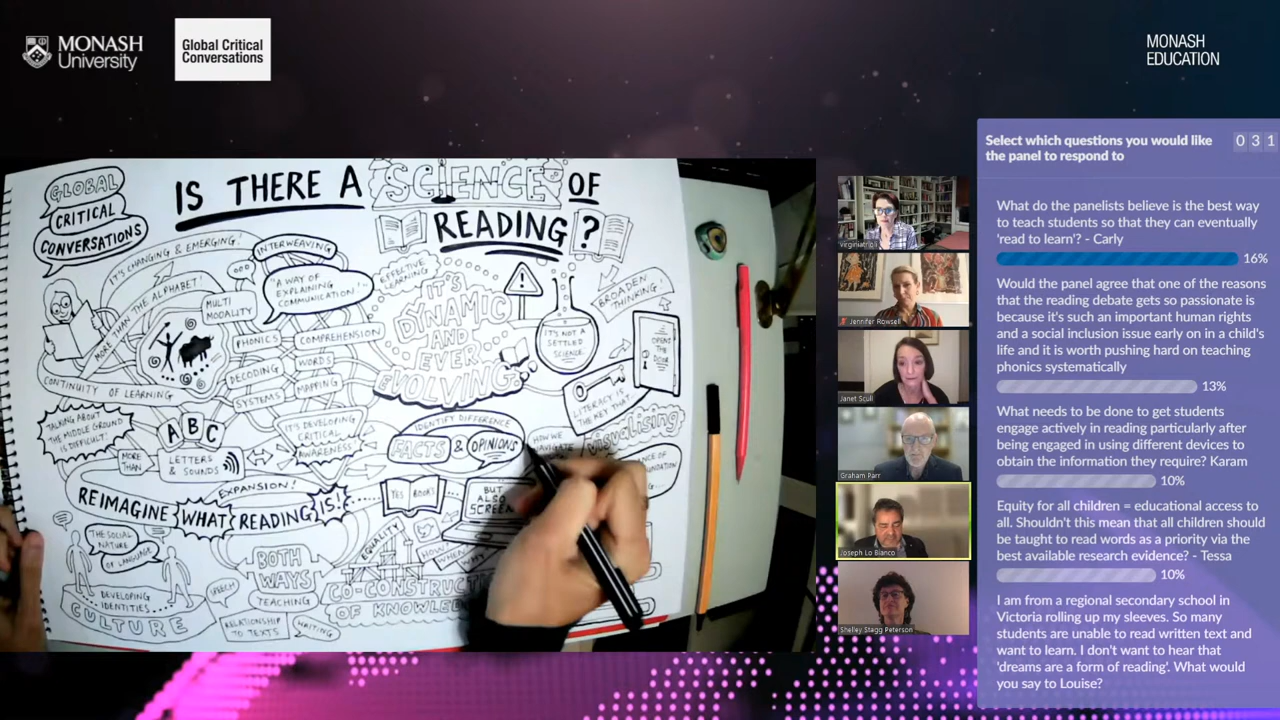 MONASH
University
Global Critical
Conversations
MONASH
EDUCATION
GLOBAL
CRITICAL
CONVERSATIONS
IS THERE A SCIENCE OF
READING?
IT'S CHANGING & EMERGING!
MORE THAN THE ALPHABET!
INTERWEAVING
"A WAY OF
EXPLAINING
COMMUNICATION!"
MULTI
MODALITY
PHONICS
COMPREHENSION
DECODING
WORDS
SYSTEMS
MAPPING
CONTINUITY OF LEARNING
EFFECTIVE
LEARNING
IT'S
DYNAMIC
AND
EVER
EVOLVING.
IT'S NOT A
SETTLED
SCIENCE.
BROADEN
THINKING!
OPENS
THE
DOOR
LITERACY IS
THE KEY THAT
TALKING ABOUT
THE MIDDLE GROUND
IS DIFFICULT!
A B C
MORE
THAN
LETTERS
& SOUNDS
IT'S DEVELOPING
CRITICAL
AWARENESS
IDENTIFY DIFFERENCE
FACTS & OPINIONS
HOW WE
NAVIGATE
EXPANSION!
REIMAGINE WHAT READING IS!
YES BOOKS
BUT
ALSO
SCREEN
THE SOCIAL
NATURE
OF LANGUAGE
DEVELOPING
IDENTITIES
CULTURE
BOTH
WAYS
TEACHING
SPEECH
RELATIONSHIP
TO TEXTS
WRITING
EQUALITY
CO-CONSTRUCT
OF KNOWLED
Jennifer Rowsell
Janet Scull
Graham Parr
Joseph Lo Bianco
Shelley Stagg Peterson
Select which questions you would like
the panel to respond to
0 3 1
What do the panelists believe is the best way
to teach students so that they can eventually
'read to learn'? - Carly
16%
Would the panel agree that one of the reasons
that the reading debate gets so passionate is
because it's such an important human rights
and a social inclusion issue early on in a child's
life and it is worth pushing hard on teaching
phonics systematically
13%
What needs to be done to get students
engage actively in reading particularly after
being engaged in using different devices to
obtain the information they require? Karam
10%
Equity for all children = educational access to
all. Shouldn't this mean that all children should
be taught to read words as a priority via the
best available research evidence? - Tessa
10%
I am from a regional secondary school in
Victoria rolling up my sleeves. So many
students are unable to read written text and
want to learn. I don't want to hear that
'dreams are a form of reading'. What would
you say to Louise?